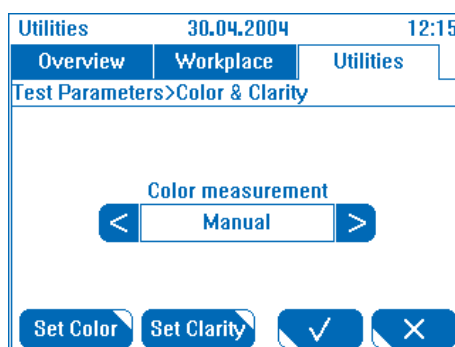 Utilities 30.04.2004 12:15
Overview Workplace Utilities
Test Parameters>Color & Clarity
Color measurement
< Manual >
Set Color Set Clarity ✓ ✕